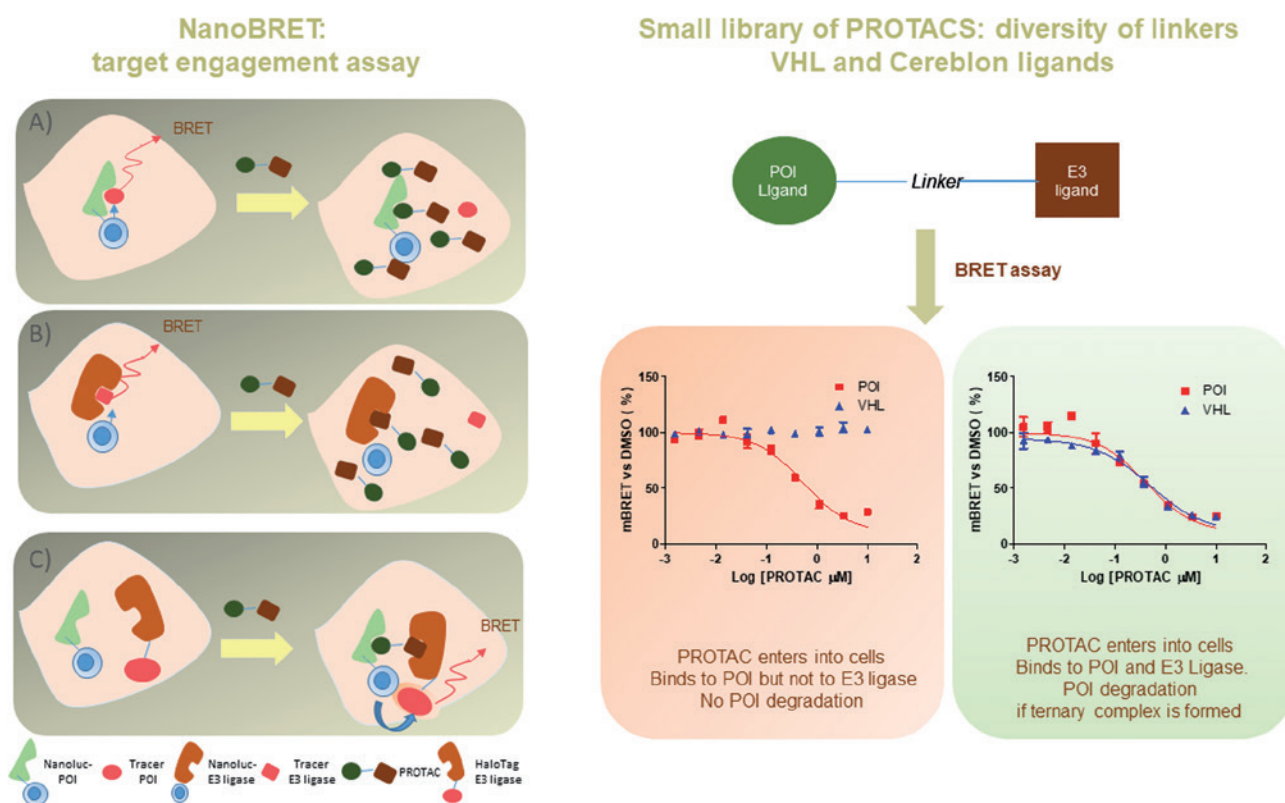 NanoBRET:
target engagement assay
A)
BRET
B)
BRET
C)
BRET
Nanoluc-
POI
Tracer
POI
Nanoluc-
E3 ligase
Tracer
E3 ligase
PROTAC
HaloTag
E3 ligase
Small library of PROTACS: diversity of linkers
VHL and Cereblon ligands
POI
LIgand
Linker
E3
ligand
BRET assay
150
100
50
0
-3
-2
-1
0
1
2
mBRET vs DMSO (%)
Log [PROTAC µM]
POI
VHL
PROTAC enters into cells
Binds to POI but not to E3 ligase
No POI degradation
150
100
50
0
-3
-2
-1
0
1
2
mBRET vs DMSO (%)
Log [PROTAC µM]
POI
VHL
PROTAC enters into cells
Binds to POI and E3 Ligase.
POI degradation
if ternary complex is formed